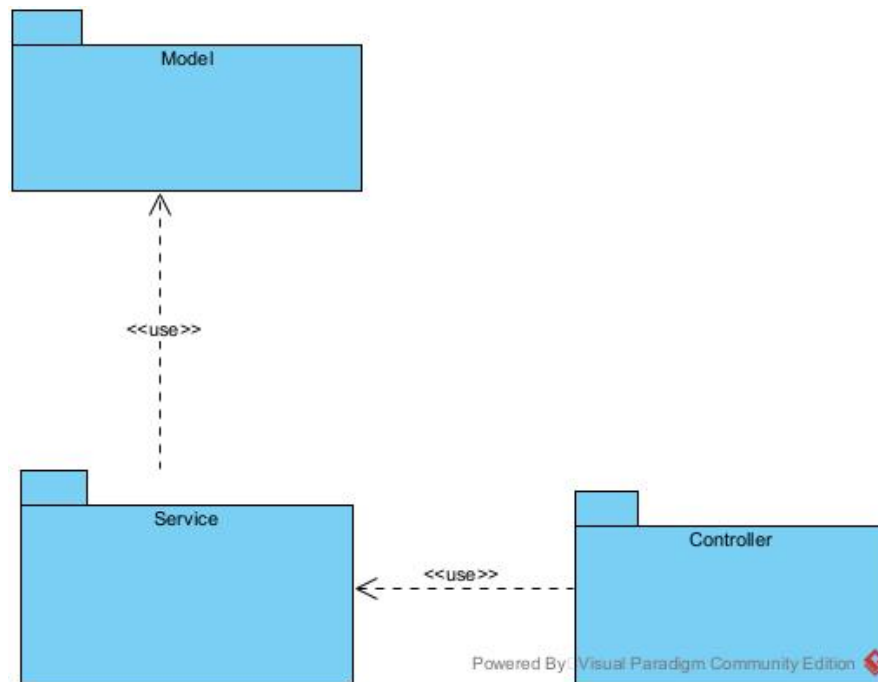 Model
<<use>>
Service
Controller
<<use>>
Powered By Visual Paradigm Community Edition